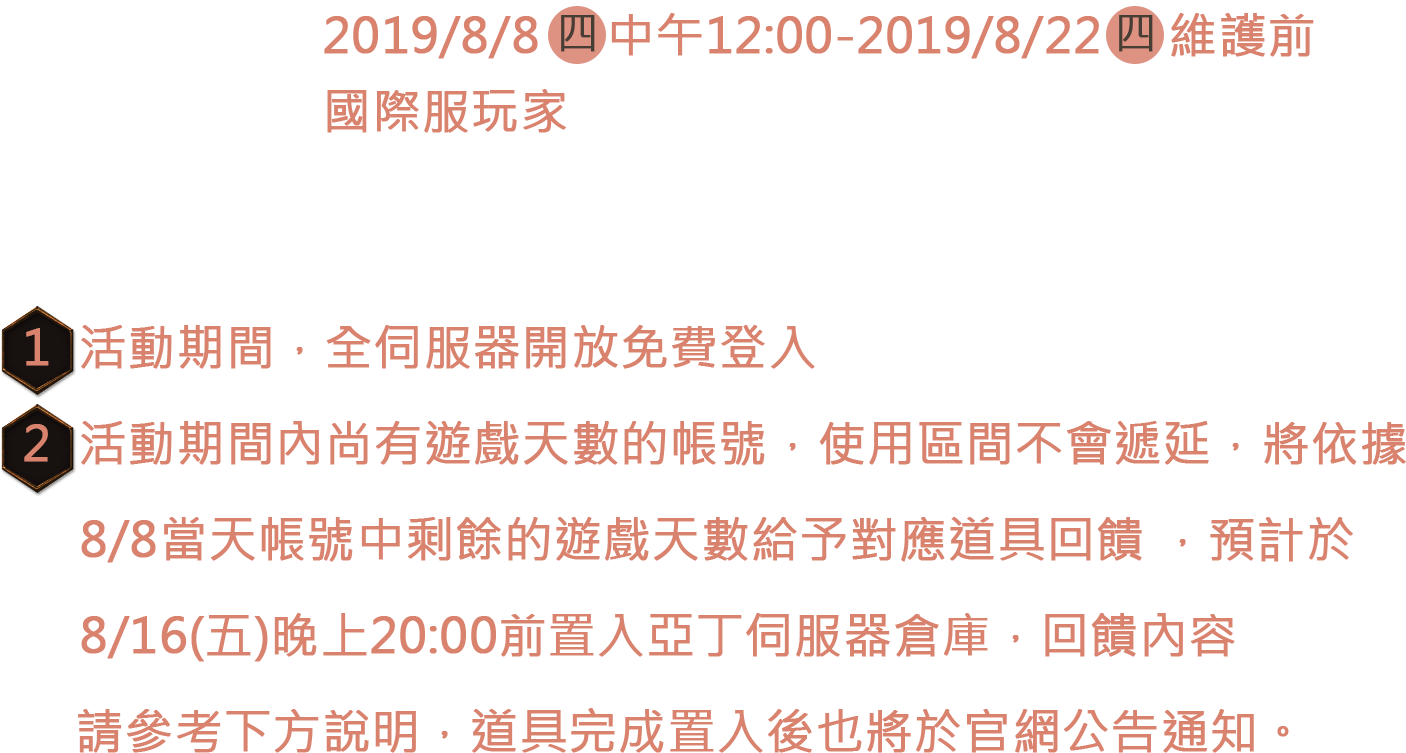 2019/8/8 四 中午12:00-2019/8/22 四 維護前
國際服玩家
1 活動期間，全伺服器開放免費登入
2 活動期間內尚有遊戲天數的帳號，使用區間不會遞延，將依據
8/8當天帳號中剩餘的遊戲天數給予對應道具回饋 ，預計於
8/16(五)晚上20:00前置入亞丁伺服器倉庫，回饋內容
請參考下方說明，道具完成置入後也將於官網公告通知。